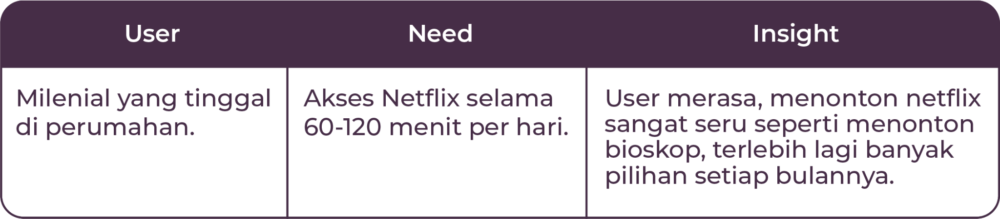 User
Need
Insight
Milenial yang tinggal
di perumahan.
Akses Netflix selama
60-120 menit per hari.
User merasa, menonton netflix
sangat seru seperti menonton
bioskop, terlebih lagi banyak
pilihan setiap bulannya.